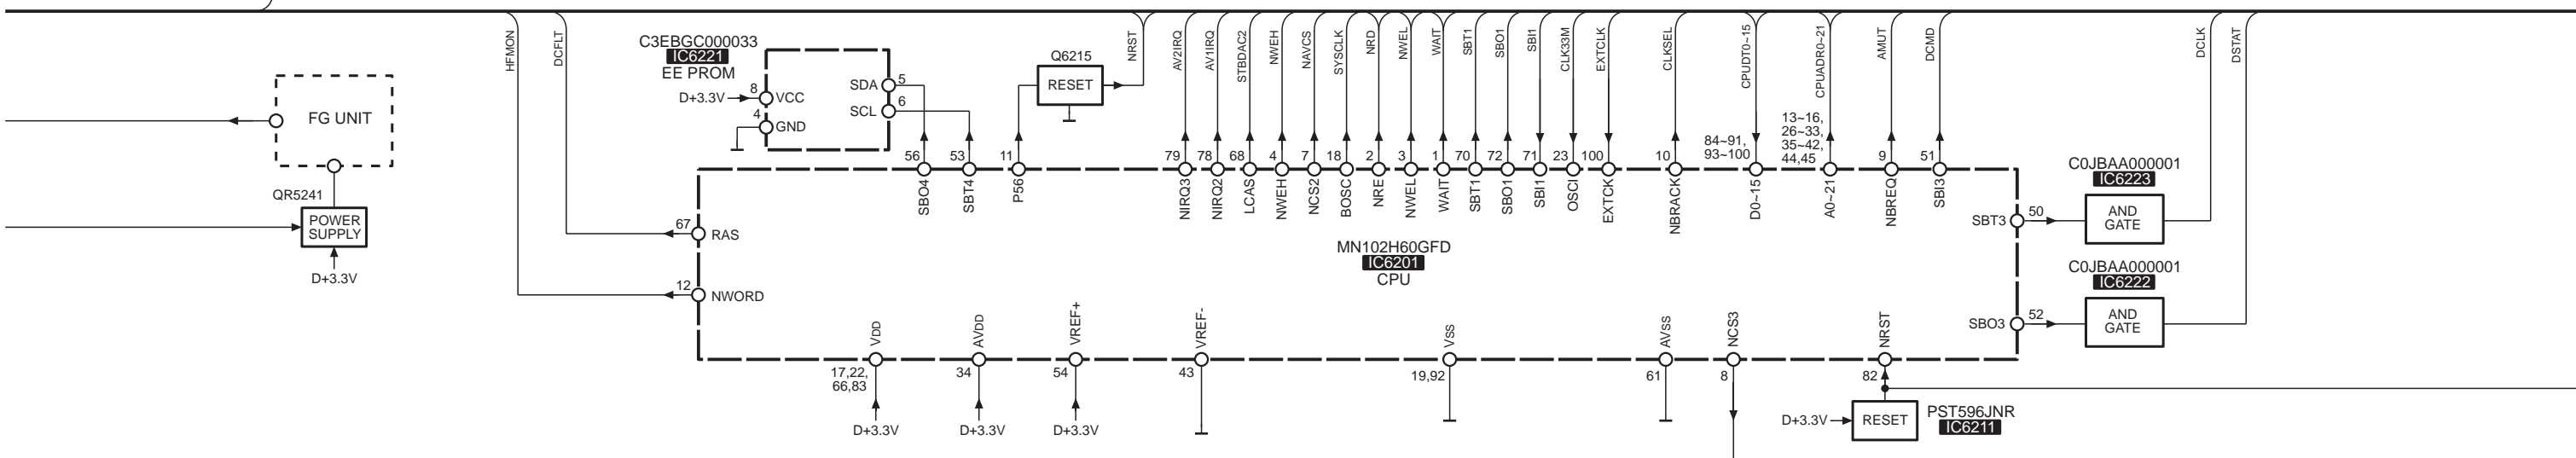 HFMON
DCFLT
C3EBGC000033
IC6221
EE PROM
D+3.3V
8
VCC
4
GND
SDA
5
SCL
6
Q6215
RESET
NRST
AV2IRQ
AV1IRQ
STBDAC2
NWEH
NAVCS
SYSCLK
NRD
NWEL
WAIT
SBT1
SBO1
SBI1
CLK33M
EXTCLK
CLKSEL
CPUDT0~15
CPUADR0~21
AMUT
DCMD
DCLK
DSTAT
FG UNIT
QR5241
POWER
SUPPLY
D+3.3V
56
53
11
79
78
68
4
7
18
2
3
1
70
72
71
23
100
10
84~91,
93~100
13~16,
26~33,
35~42,
44,45
9
51
SBO4
SBT4
P56
NIRQ3
NIRQ2
LCAS
NWEH
NCS2
BOSC
NRE
NWEL
WAIT
SBT1
SBO1
SBI1
OSCI
EXTCK
NBRACK
D0~15
A0~21
NBREQ
SBI3
67
RAS
12
NWORD
MN102H60GFD
IC6201
CPU
SBT3
50
C0JBAA000001
IC6223
AND
GATE
C0JBAA000001
IC6222
SBO3
52
AND
GATE
VDD
AVDD
VREF+
VREF-
VSS
AVSS
NCS3
NRST
17,22,
66,83
34
54
43
19,92
61
8
82
D+3.3V
D+3.3V
D+3.3V
D+3.3V
RESET
PST596JNR
IC6211